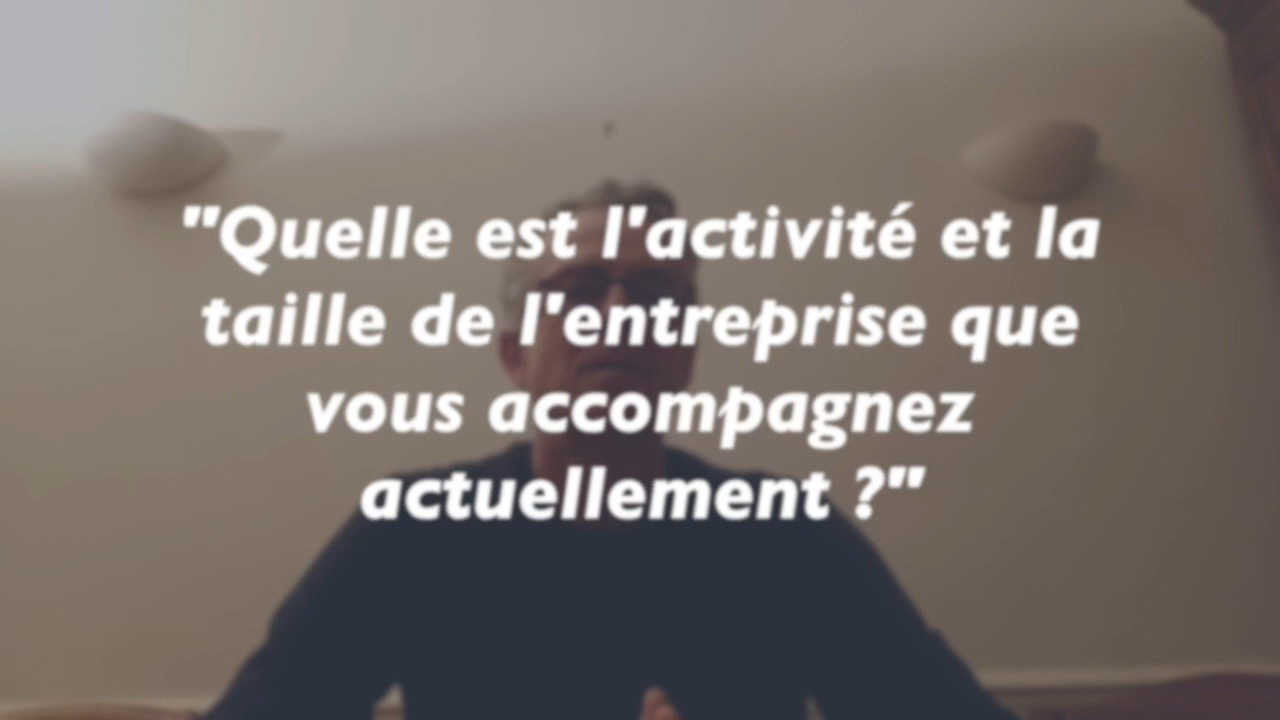 "Quelle est l'activité et la
taille de l'entreprise que
vous accompagnez
actuellement ?"